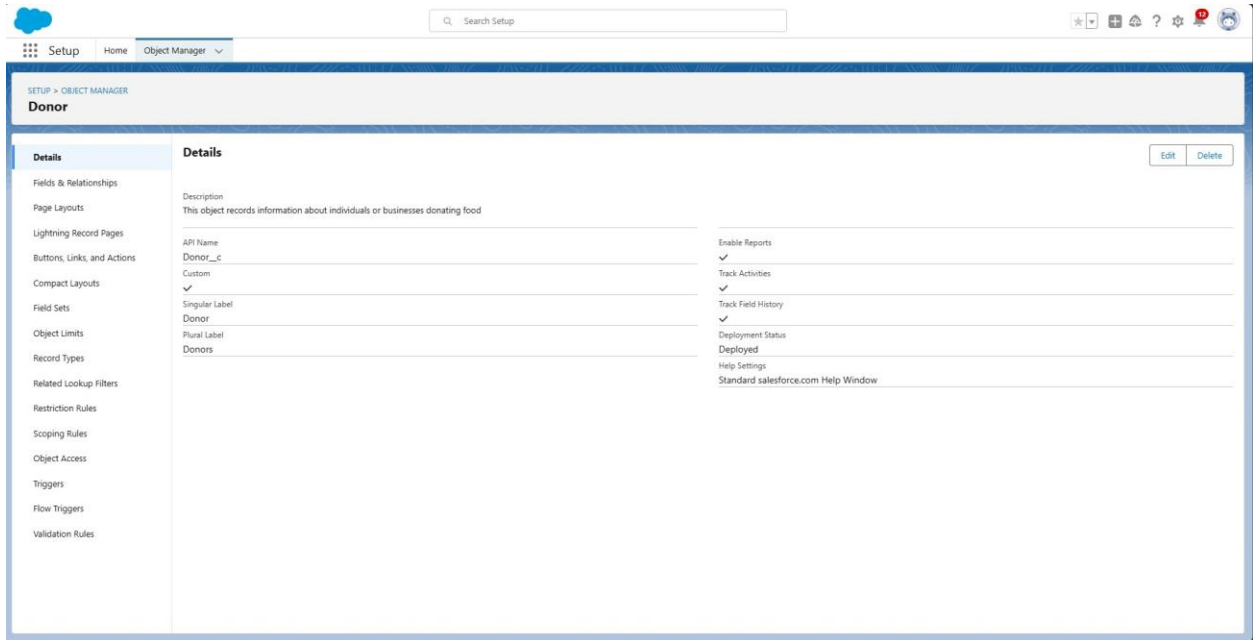 Search Setup
12
Setup
Home
Object Manager
SETUP > OBJECT MANAGER
Donor
Details
Fields & Relationships
Page Layouts
Lightning Record Pages
Buttons, Links, and Actions
Compact Layouts
Field Sets
Object Limits
Record Types
Related Lookup Filters
Restriction Rules
Scoping Rules
Object Access
Triggers
Flow Triggers
Validation Rules
Details
Edit
Delete
Description
This object records information about individuals or businesses donating food
API Name
Donor__c
Custom
Singular Label
Donor
Plural Label
Donors
Enable Reports
Track Activities
Track Field History
Deployment Status
Deployed
Help Settings
Standard salesforce.com Help Window